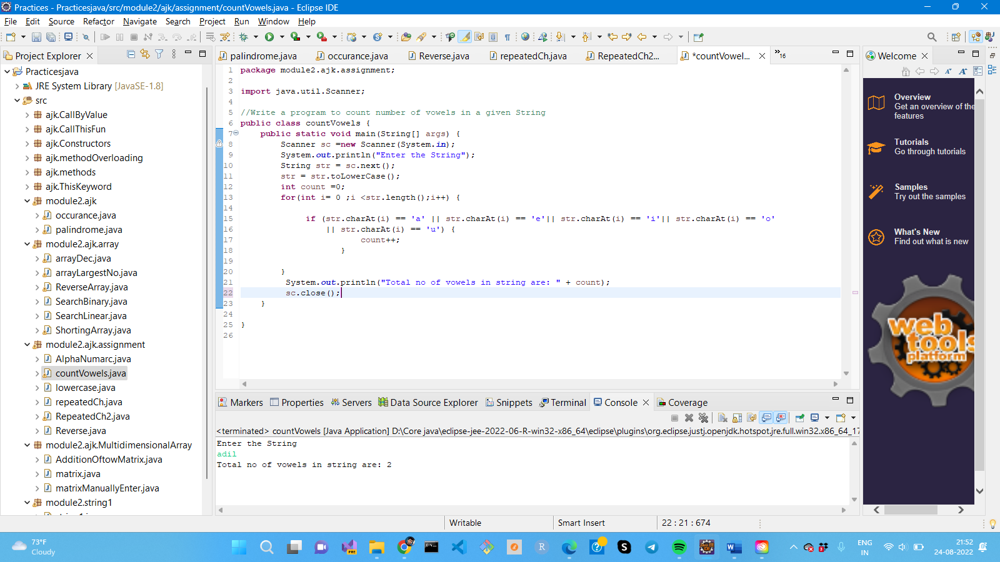 Practices - Practicesjava/src/module2/ajk/assignment/countVowels.java - Eclipse IDE
File Edit Source Refactor Navigate Search Project Run Window Help
Project Explorer
Practicesjava
JRE System Library [JavaSE-1.8]
src
ajk.CallByValue
ajk.CallThisFun
ajk.Constructors
ajk.methodOverloading
ajk.methods
ajk.ThisKeyword
module2.ajk
occurance.java
palindrome.java
module2.ajk.array
arrayDec.java
arrayLargestNo.java
ReverseArray.java
SearchBinary.java
SearchLinear.java
ShortingArray.java
module2.ajk.assignment
AlphaNumarc.java
countVowels.java
lowercase.java
repeatedCh.java
RepeatedCh2.java
Reverse.java
module2.ajk.MultidimensionalArray
AdditionOftowMatrix.java
matrix.java
matrixManuallyEnter.java
module2.string1
palindrome.java occurance.java Reverse.java repeatedCh.java RepeatedCh2... *countVowel... »16
1 package module2.ajk.assignment;
2
3 import java.util.Scanner;
4
5 //Write a program to count number of vowels in a given String
6 public class countVowels {
7 public static void main(String[] args) {
8 Scanner sc =new Scanner(System.in);
9 System.out.println("Enter the String");
10 String str = sc.next();
11 str = str.toLowerCase();
12 int count =0;
13 for(int i= 0 ;i <str.length();i++) {
14
15 if (str.charAt(i) == 'a' || str.charAt(i) == 'e'|| str.charAt(i) == 'i'|| str.charAt(i) == 'o'
16 || str.charAt(i) == 'u') {
17 count++;
18 }
19
20 }
21 System.out.println("Total no of vowels in string are: " + count);
22 sc.close();
23 }
24
25 }
26
Welcome
Overview
Get an overview of the
features
Tutorials
Go through tutorials
Samples
Try out the samples
What's New
Find out what is new
web
tools
platform
Markers Properties Servers Data Source Explorer Snippets Terminal Console Coverage
<terminated> countVowels [Java Application] D:\Core java\eclipse-jee-2022-06-R-win32-x86_64\eclipse\plugins\org.eclipse.justj.openjdk.hotspot.jre.full.win32.x86_64_17
Enter the String
adil
Total no of vowels in string are: 2
Writable Smart Insert 22 : 21 : 674
73°F
Cloudy
PRE
R
ENG
IN
21:52
24-08-2022